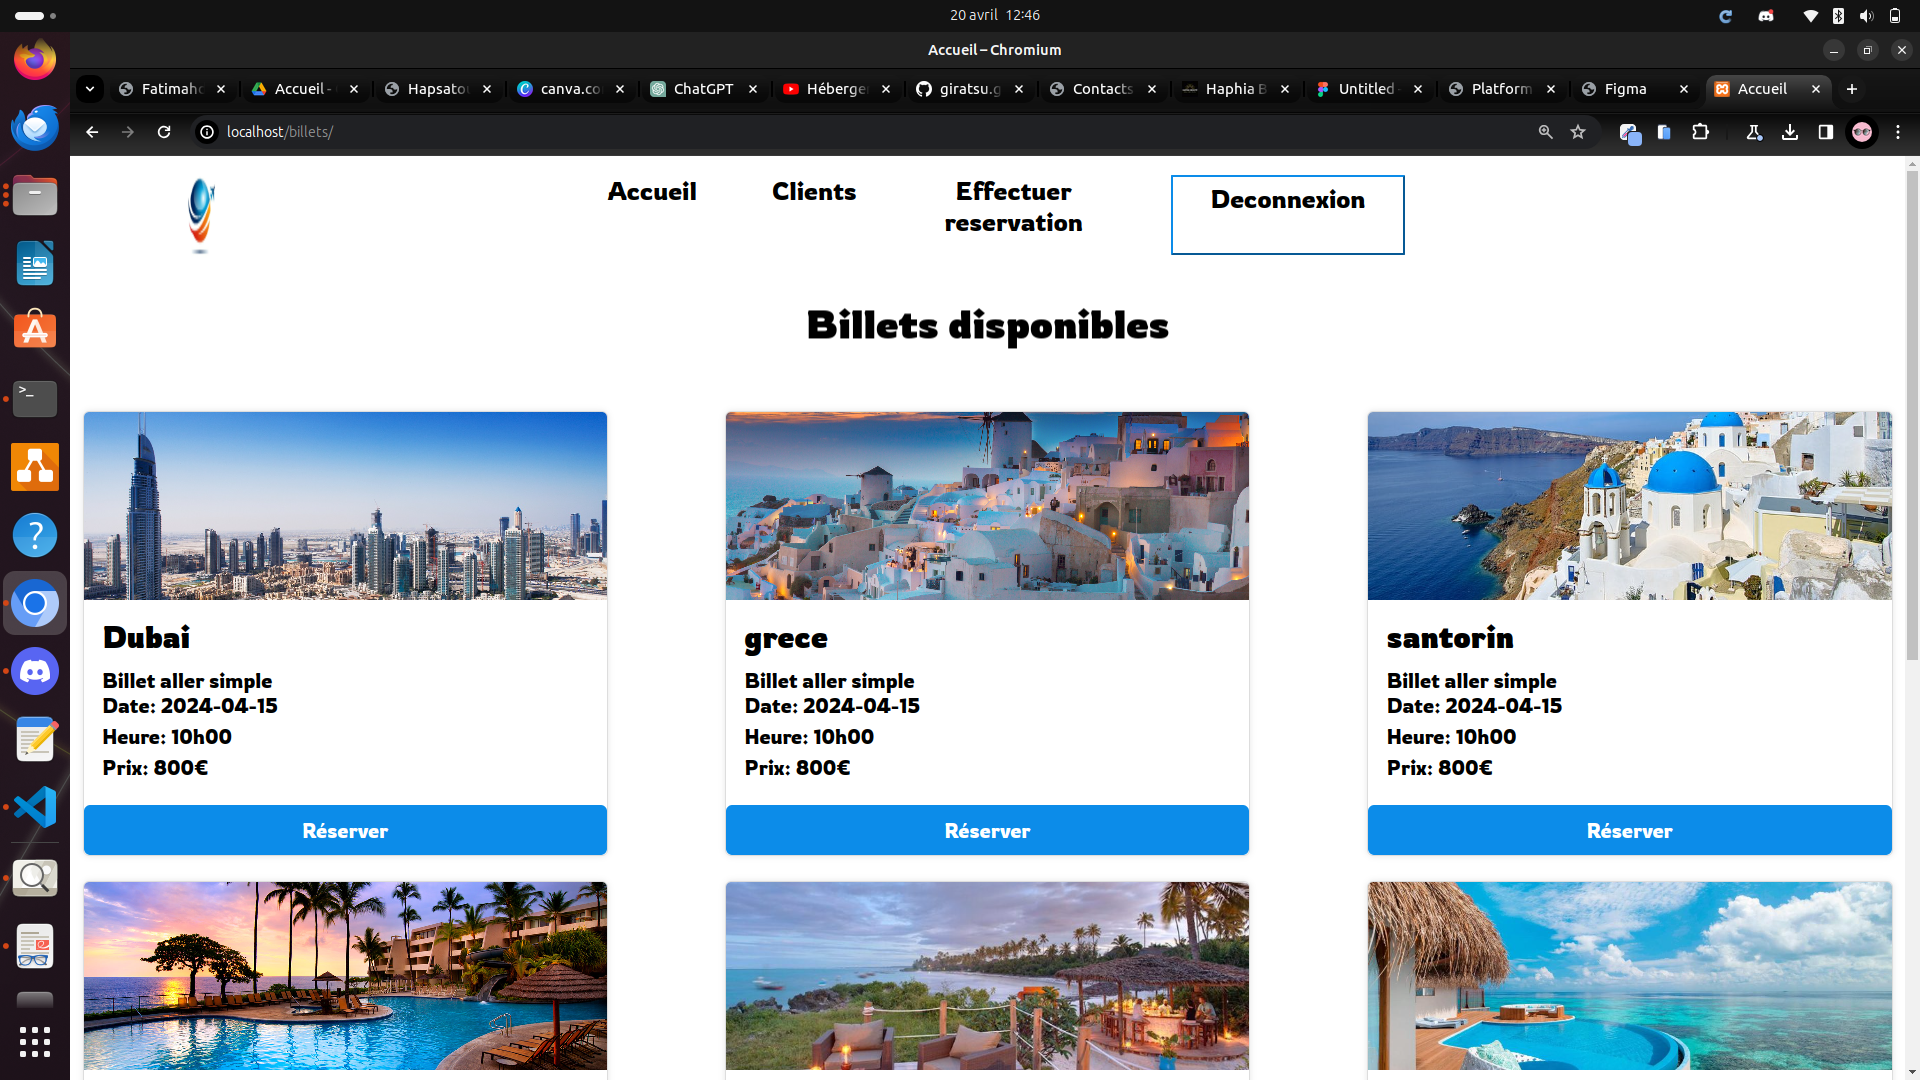 20 avril 12:46
Accueil – Chromium
Fatimaho
Accueil -
Hapsatou
canva.co
ChatGPT
Héberge
giratsu.g
Contacts
Haphia B
Untitled
Platform
Figma
Accueil
localhost/billets/
Accueil
Clients
Effectuer
reservation
Deconnexion
Billets disponibles
Dubai
Billet aller simple
Date: 2024-04-15
Heure: 10h00
Prix: 800€
Réserver
grece
Billet aller simple
Date: 2024-04-15
Heure: 10h00
Prix: 800€
Réserver
santorin
Billet aller simple
Date: 2024-04-15
Heure: 10h00
Prix: 800€
Réserver